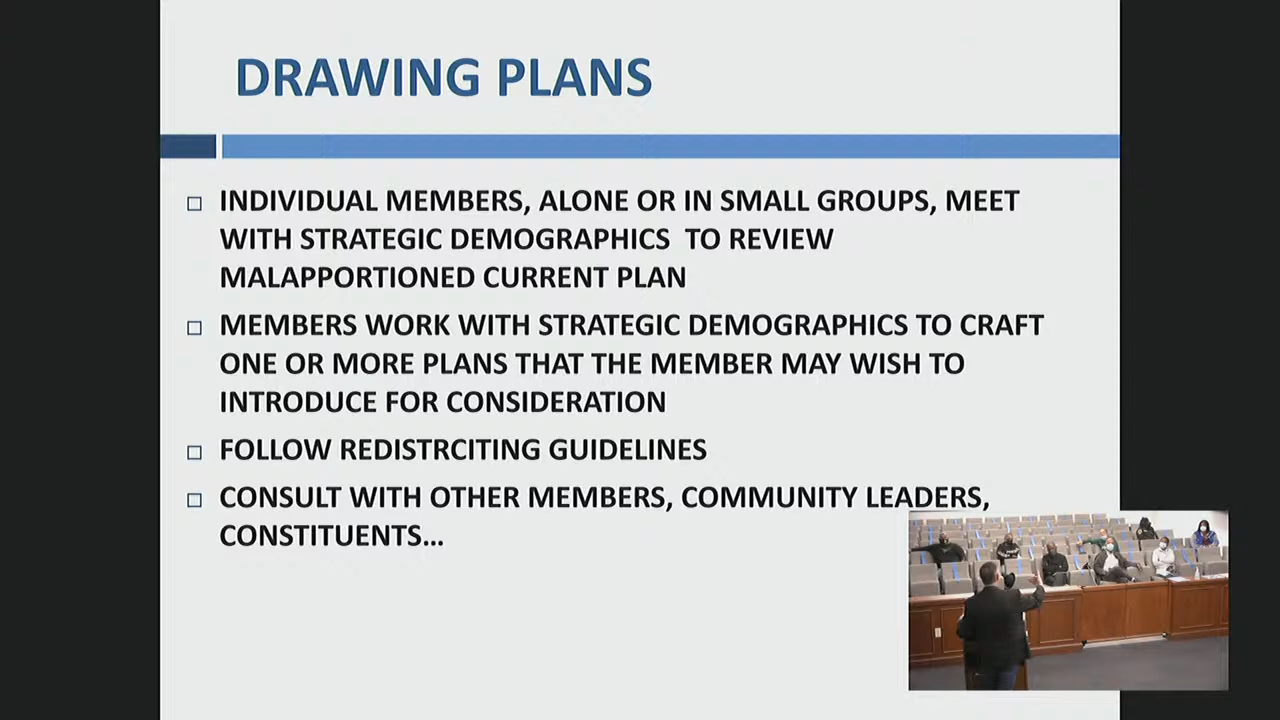 DRAWING PLANS
INDIVIDUAL MEMBERS, ALONE OR IN SMALL GROUPS, MEET
WITH STRATEGIC DEMOGRAPHICS TO REVIEW
MALAPPORTIONED CURRENT PLAN
MEMBERS WORK WITH STRATEGIC DEMOGRAPHICS TO CRAFT
ONE OR MORE PLANS THAT THE MEMBER MAY WISH TO
INTRODUCE FOR CONSIDERATION
FOLLOW REDISTRCITING GUIDELINES
CONSULT WITH OTHER MEMBERS, COMMUNITY LEADERS,
CONSTITUENTS…